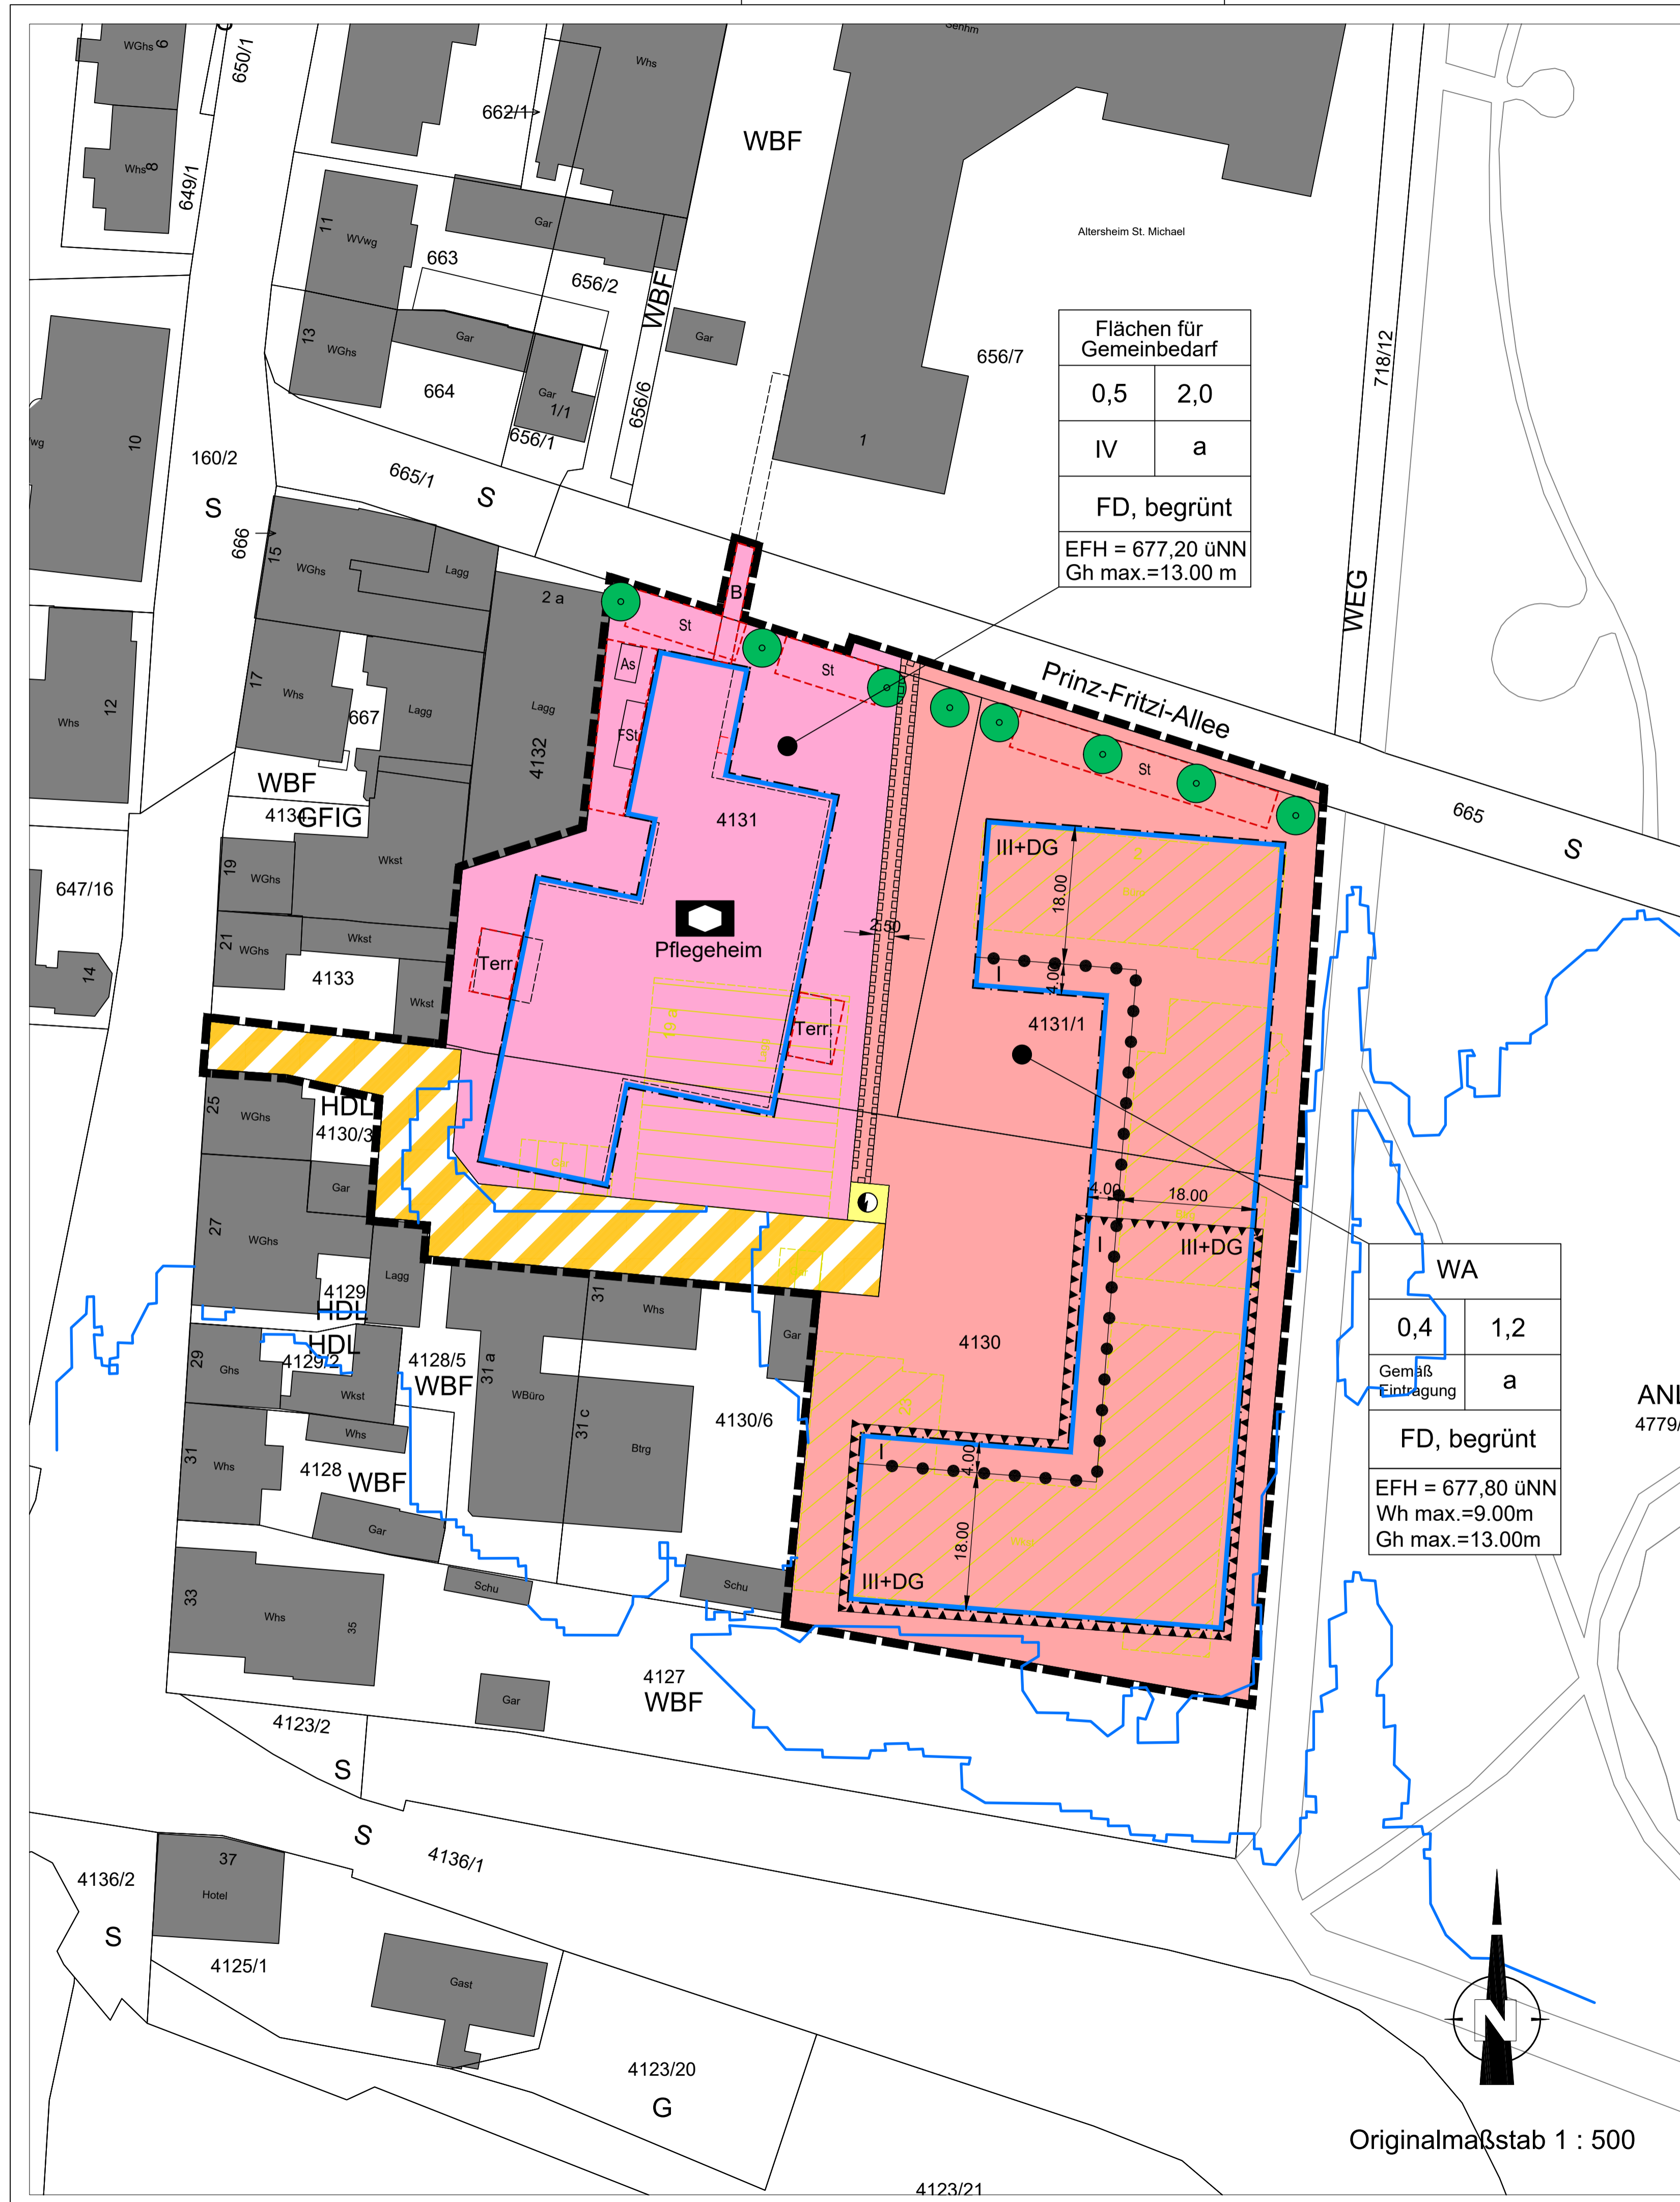 WGhs
6
650/1
Whs
Senhm
662/1
WBF
Whs
8
649/1
11
WVwg
Gar
663
656/2
WBF
Altersheim St. Michael
13
WGhs
Gar
Gar
656/7
718/12
Flächen für
Gemeinbedarf
0,5
2,0
IV
a
FD, begrünt
EFH = 677,20 üNN
Gh max.=13.00 m
664
Gar
1/1
656/1
656/6
10
160/2
S
665/1
S
1
666
15
WGhs
Lagg
2 a
B
St
St
As
FSt
WEG
Prinz-Fritzi-Allee
17
Whs
667
Lagg
Lagg
4132
12
Whs
WBF
4134
GFIG
4131
St
665
S
19
WGhs
Wkst
647/16
III+DG
2
18.00
Pflegeheim
2.50
21
WGhs
Wkst
14
4133
Wkst
Terr.
Terr.
I
4.00
4131/1
25
WGhs
HDL
4130/3
Gar
4.00
18.00
27
WGhs
I
III+DG
WA
0,4
1,2
Gemäß
Eintragung
a
FD, begrünt
EFH = 677,80 üNN
Wh max.=9.00m
Gh max.=13.00m
Lagg
4129
HDL
HDL
31
Whs
Gar
4130
29
Ghs
4129/2
Wkst
4128/5
WBF
31 a
WBüro
31 c
Btrg
4130/6
31
Whs
Whs
4128
WBF
I
4.00
Gar
18.00
III+DG
Schu
Schu
33
Whs
35
4127
WBF
Gar
4123/2
S
S
4136/1
4136/2
S
37
Hotel
4125/1
Gast
4123/20
G
4123/21
N
Originalmaßstab 1 : 500